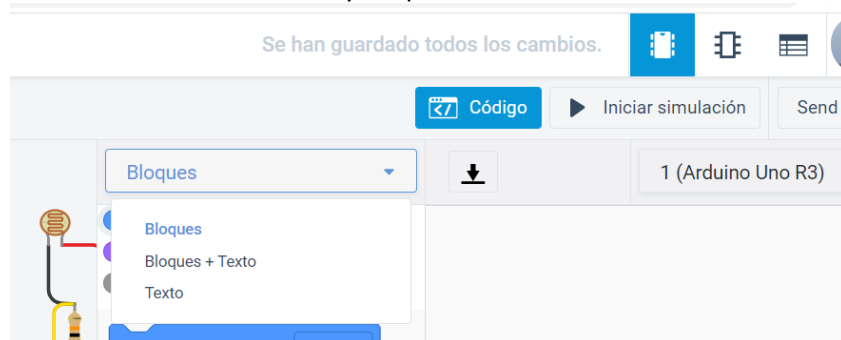 Se han guardado todos los cambios.
Código
Iniciar simulación
Send
Bloques
1 (Arduino Uno R3)
Bloques
Bloques + Texto
Texto